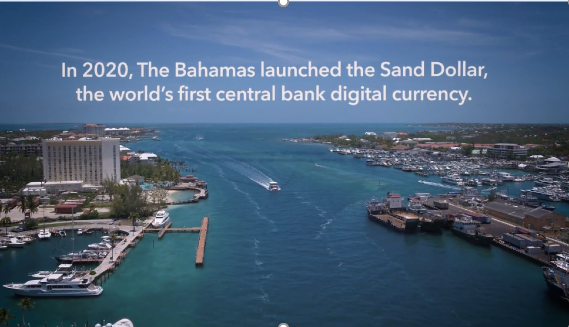 In 2020, The Bahamas launched the Sand Dollar,
the world's first central bank digital currency.